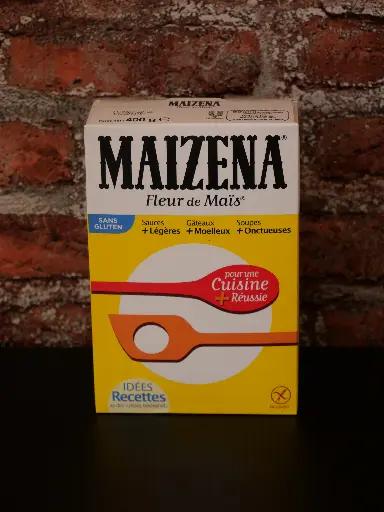 MAIZENA
400 g e
MAIZENA®
Fleur de Maïs®
SANS GLUTEN
Sauces Gâteaux Soupes
+Légères +Moelleux +Onctueuses
pour une
Cuisine
+Réussie
IDÉES
Recettes